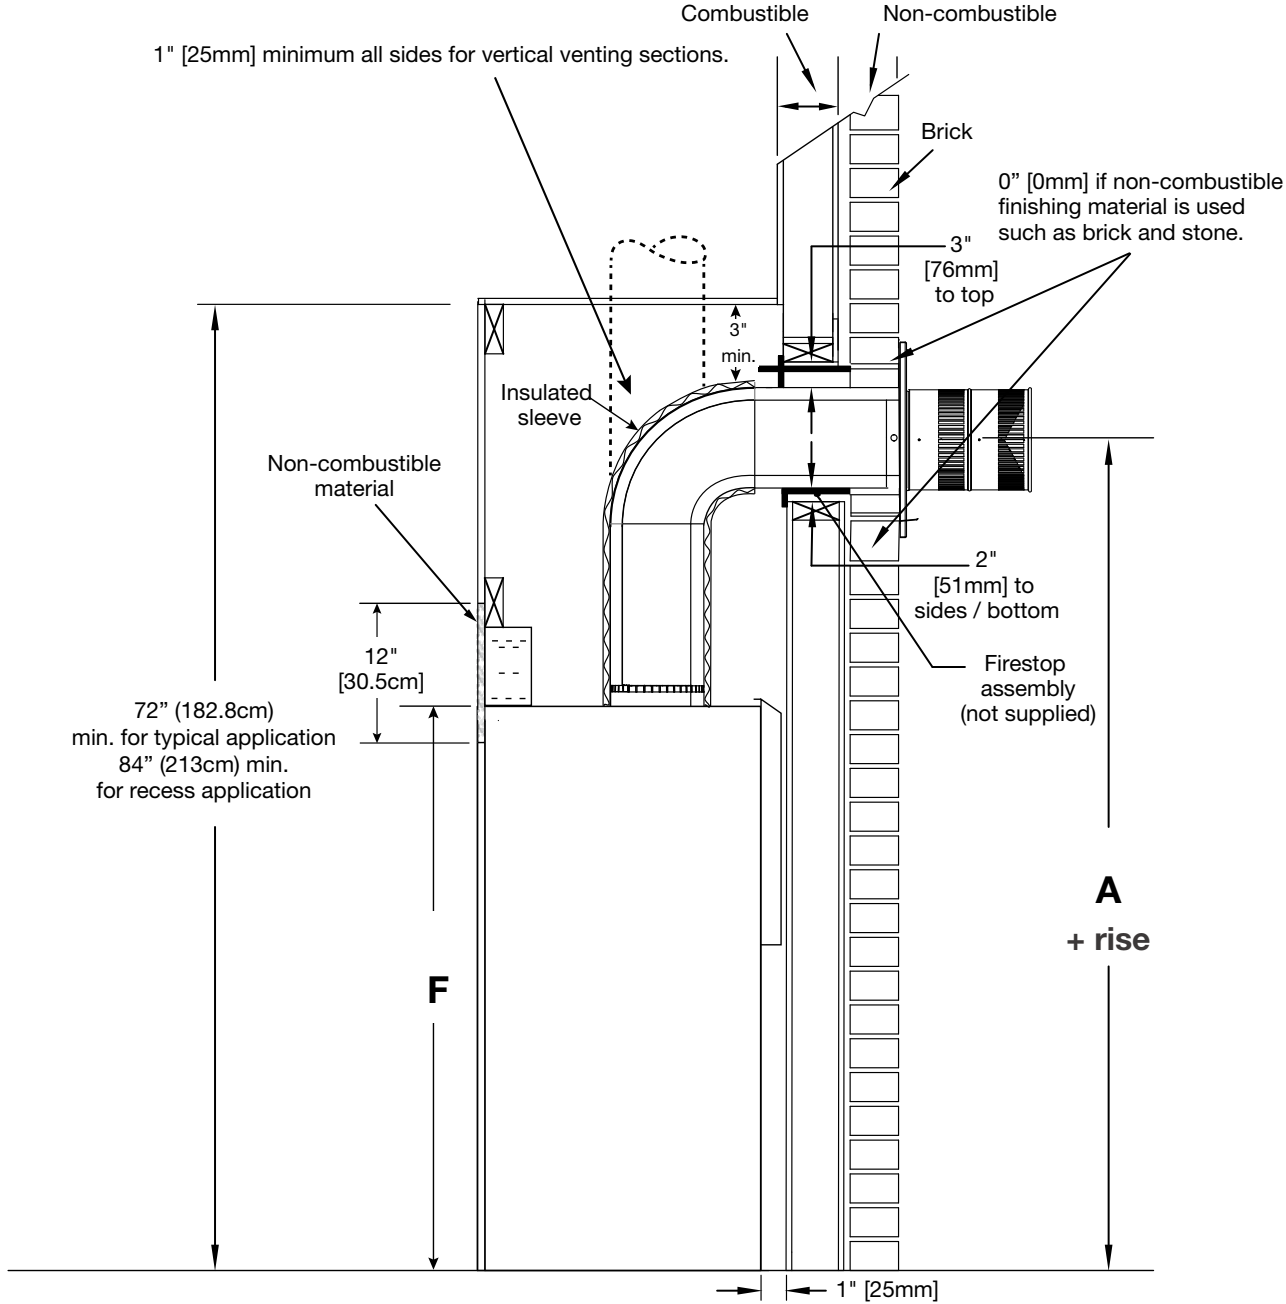 Combustible
Non-combustible
1" [25mm] minimum all sides for vertical venting sections.
Brick
0” [0mm] if non-combustible
finishing material is used
such as brick and stone.
3"
[76mm]
to top
3"
min.
Insulated
sleeve
Non-combustible
material
2"
[51mm] to
sides / bottom
12"
[30.5cm]
Firestop
assembly
(not supplied)
72” (182.8cm)
min. for typical application
84” (213cm) min.
for recess application
A
+ rise
F
1" [25mm]